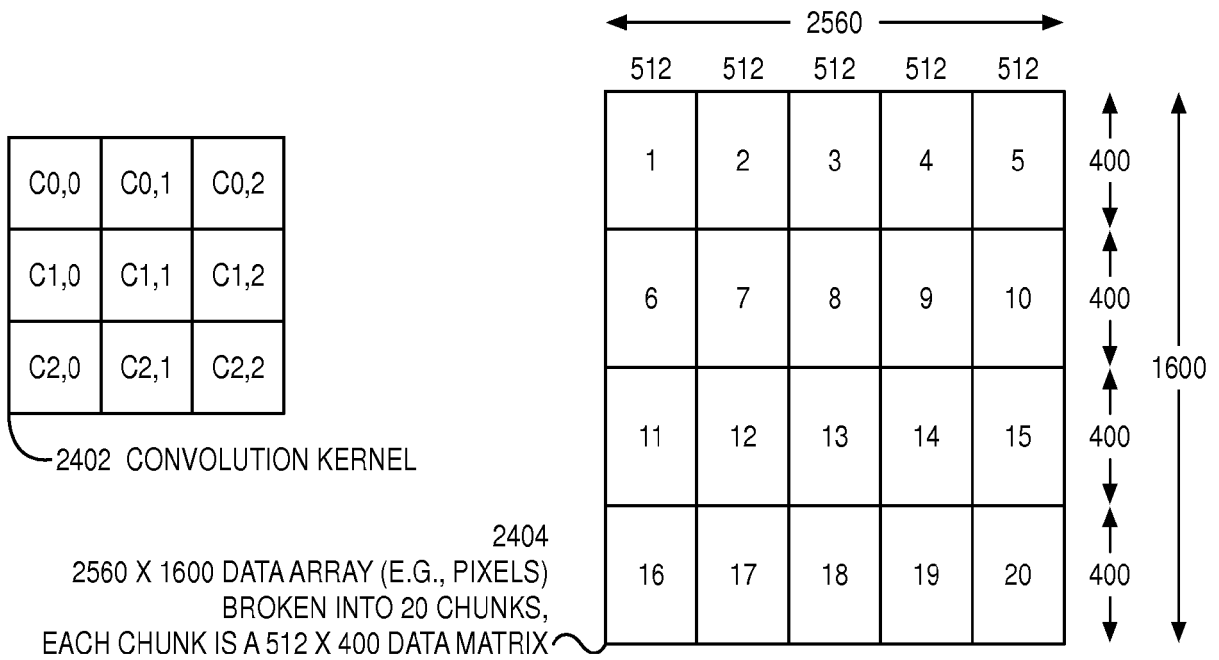 2560
512 512 512 512 512
C0,0 C0,1 C0,2
C1,0 C1,1 C1,2
C2,0 C2,1 C2,2
2402 CONVOLUTION KERNEL
1 2 3 4 5 400
6 7 8 9 10 400
1600
11 12 13 14 15 400
16 17 18 19 20 400
2404
2560 X 1600 DATA ARRAY (E.G., PIXELS)
BROKEN INTO 20 CHUNKS,
EACH CHUNK IS A 512 X 400 DATA MATRIX